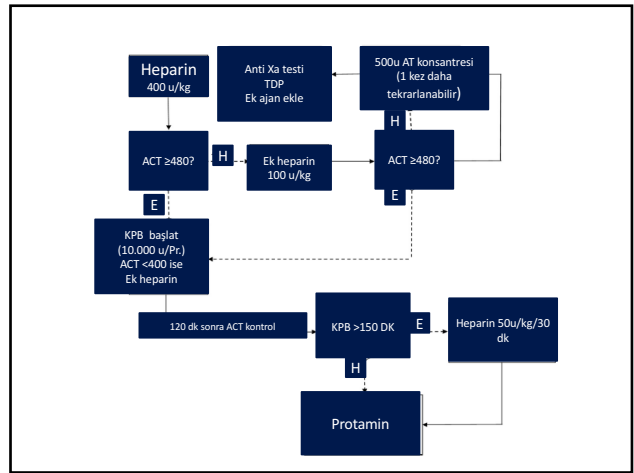 Heparin
400 u/kg
Anti Xa testi
TDP
Ek ajan ekle
500u AT konsantresi
(1 kez daha
tekrarlanabilir)
H
ACT ≥480?
H
Ek heparin
100 u/kg
ACT ≥480?
E
E
KPB başlat
(10.000 u/Pr.)
ACT <400 ise
Ek heparin
120 dk sonra ACT kontrol
KPB >150 DK
E
Heparin 50u/kg/30
dk
H
Protamin